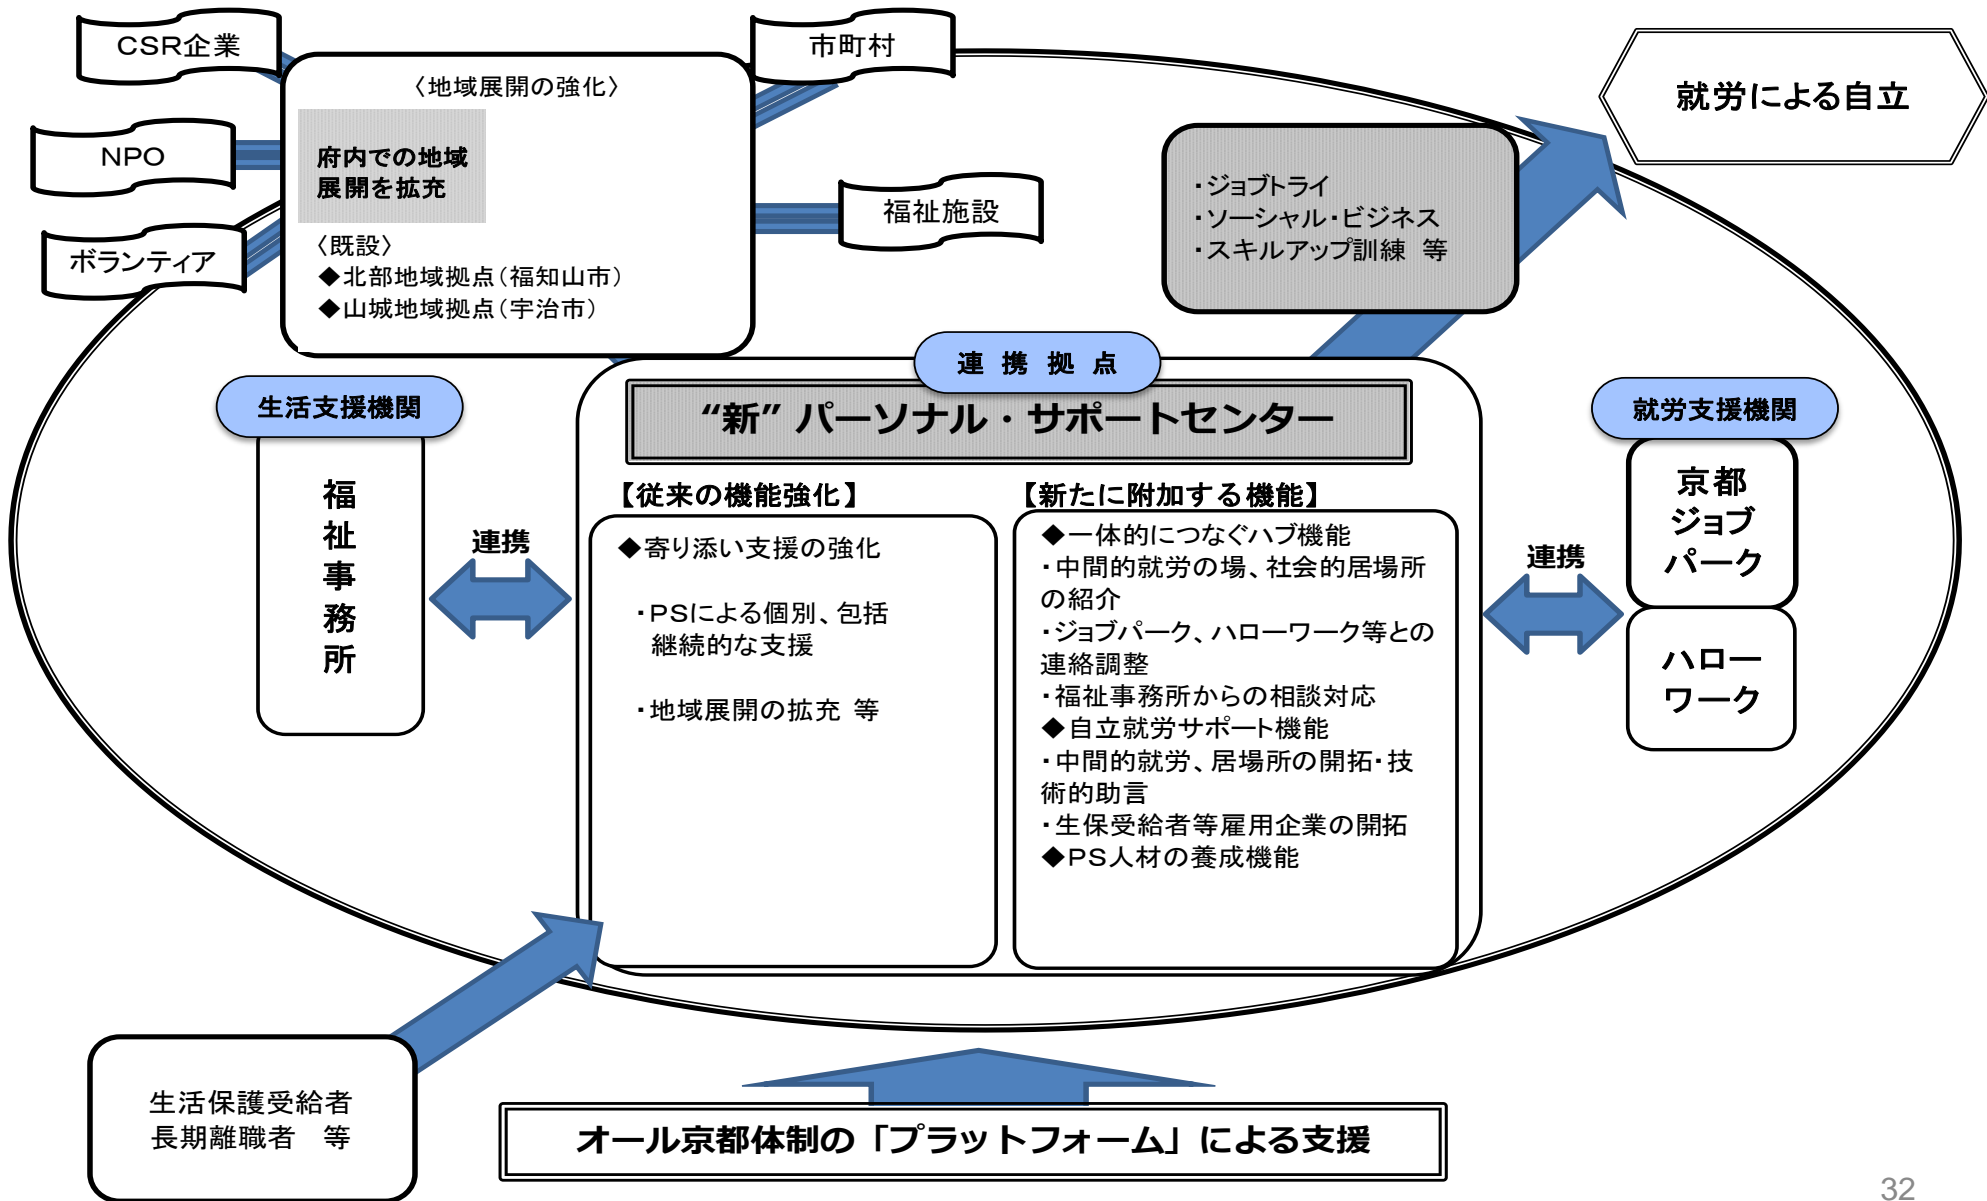 CSR企業
市町村
〈地域展開の強化〉
就労による自立
NPO
府内での地域
展開を拡充
・ジョブトライ
・ソーシャル・ビジネス
・スキルアップ訓練 等
福祉施設
ボランティア
〈既設〉
◆北部地域拠点(福知山市)
◆山城地域拠点(宇治市)
連 携 拠 点
生活支援機関
“新” パーソナル・サポートセンター
就労支援機関
福
祉
事
務
所
連携
【従来の機能強化】
◆寄り添い支援の強化
・PSによる個別、包括
継続的な支援
・地域展開の拡充 等
【新たに附加する機能】
◆一体的につなぐハブ機能
・中間的就労の場、社会的居場所
の紹介
・ジョブパーク、ハローワーク等との
連絡調整
・福祉事務所からの相談対応
◆自立就労サポート機能
・中間的就労、居場所の開拓・技
術的助言
・生保受給者等雇用企業の開拓
◆PS人材の養成機能
連携
京都
ジョブ
パーク
ハロー
ワーク
生活保護受給者
長期離職者 等
オール京都体制の「プラットフォーム」による支援
32